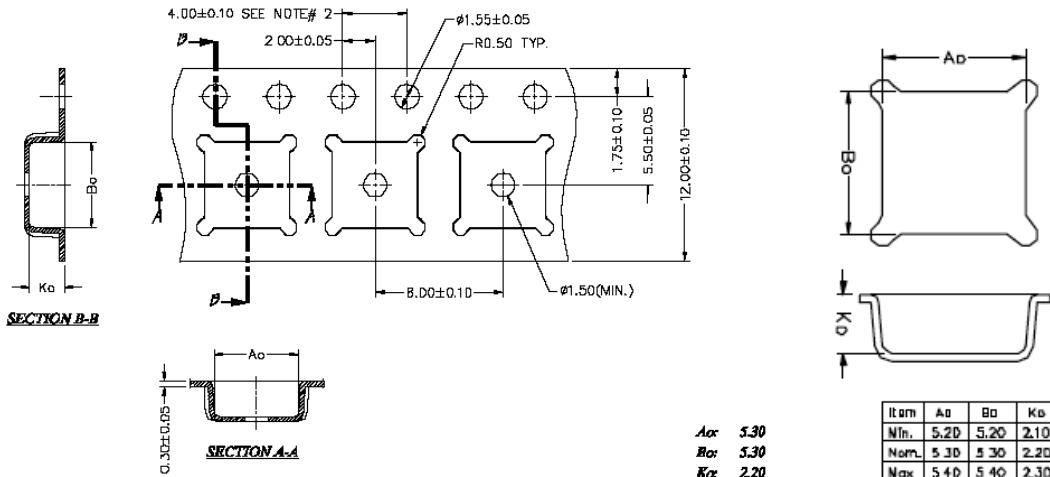 4.00±0.10 SEE NOTE# 2
ø1.55±0.05
B
2.00±0.05
R0.50 TYP.
Ao
1.75±0.10
5.50±0.05
12.00±0.10
Bo
Bo
A
A
Ko
8.00±0.10
ø1.50(MIN.)
B
SECTION B-B
Ko
Ao
0.30±0.05
SECTION A-A
Ao: 5.30
Bo: 5.30
Ko: 2.20
Item Ao Bo Ko
Min. 5.20 5.20 2.10
Nom. 5.30 5.30 2.20
Max 5.40 5.40 2.30